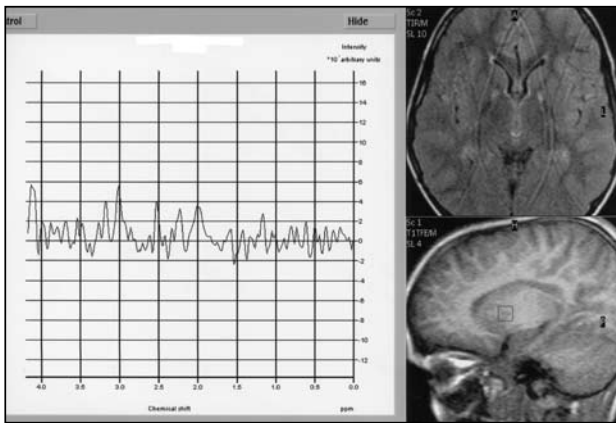 trol
Hide
Intensity
*10 arbitrary units
16
14
12
10
8
6
4
2
0
-2
-4
-6
-8
-10
-12
4.0 3.5 3.0 2.5 2.0 1.5 1.0 0.5 0.0
Chemical shift ppm
Sc 2
TIR/M
SL 10
Sc 1
T1TFE/M
SL 4